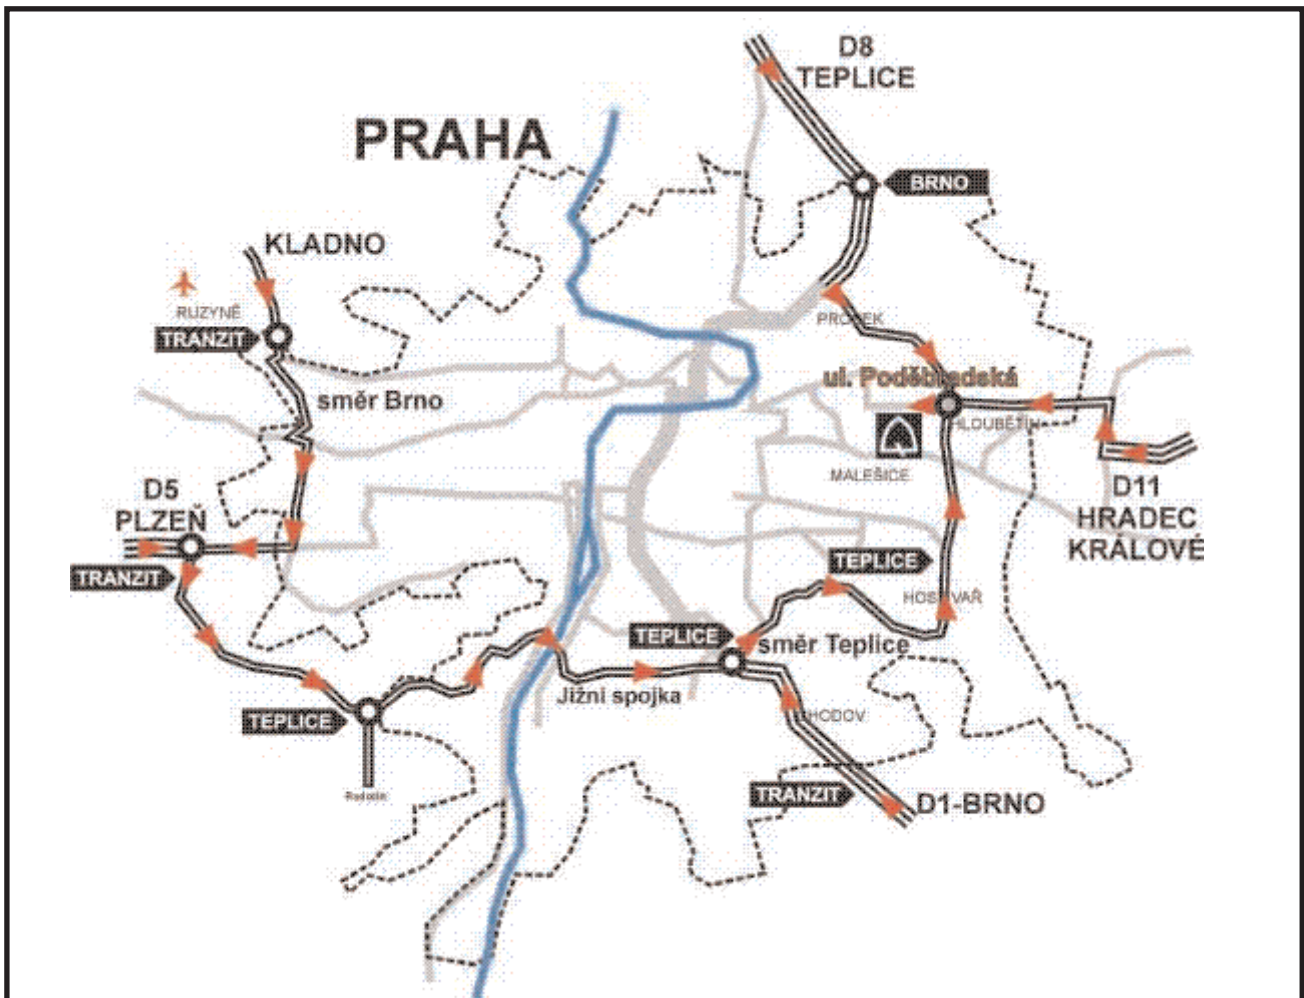 D8
TEPLICE
PRAHA
BRNO
KLADNO
RUZYNĚ
TRANZIT
PROSEK
ul. Poděbradská
směr Brno
HLOUBĚTÍN
MALEŠICE
D5
PLZEŇ
D11
HRADEC
KRÁLOVÉ
TRANZIT
TEPLICE
HOSTIVAŘ
TEPLICE
směr Teplice
Jižní spojka
TEPLICE
CHODOV
TRANZIT
D1-BRNO